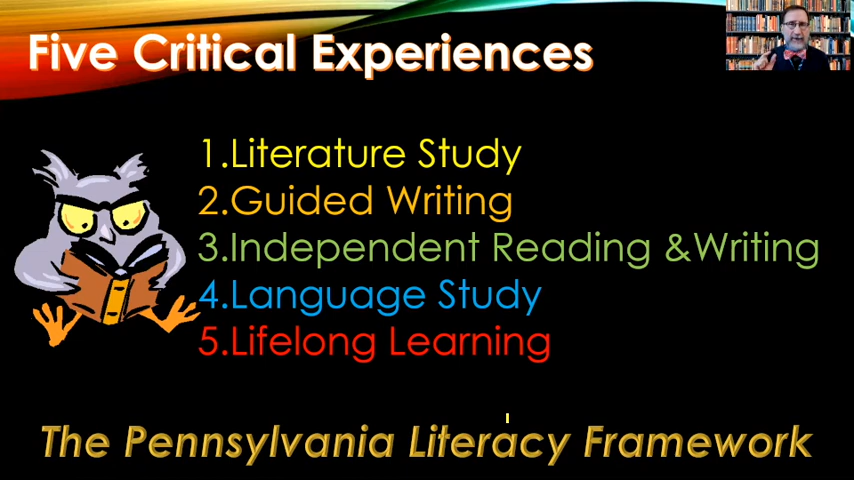 Five Critical Experiences
1.Literature Study
2.Guided Writing
3.Independent Reading &Writing
4.Language Study
5.Lifelong Learning
The Pennsylvania Literacy Framework